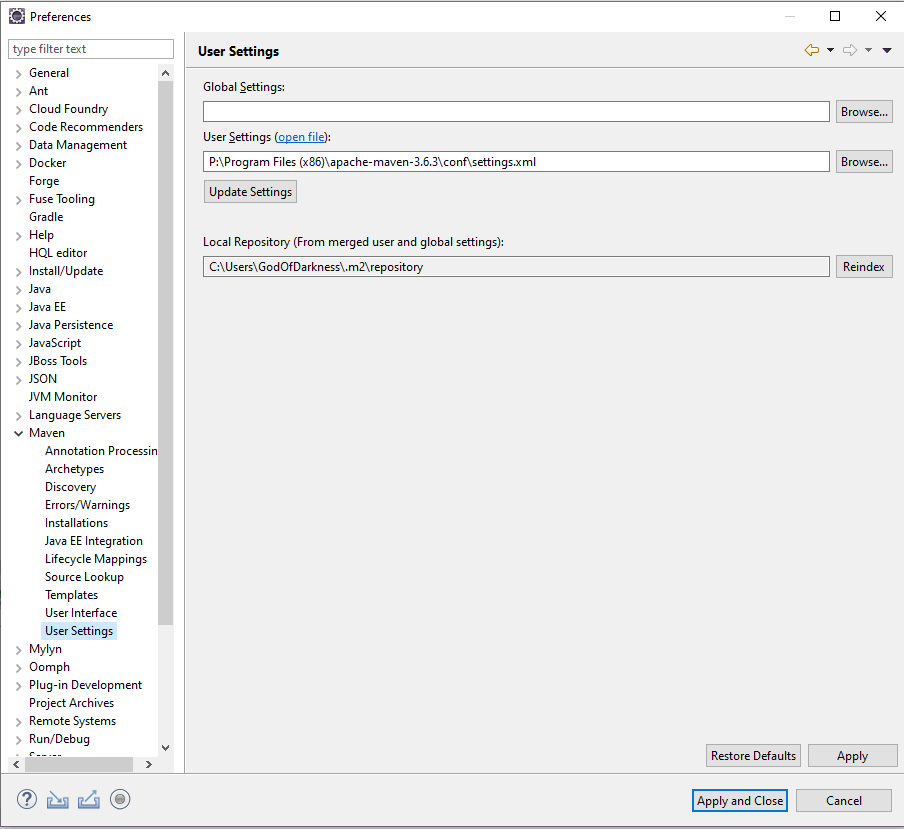 Preferences
type filter text
General
Ant
Cloud Foundry
Code Recommenders
Data Management
Docker
Forge
Fuse Tooling
Gradle
Help
HQL editor
Install/Update
Java
Java EE
Java Persistence
JavaScript
JBoss Tools
JSON
JVM Monitor
Language Servers
Maven
Annotation Processin
Archetypes
Discovery
Errors/Warnings
Installations
Java EE Integration
Lifecycle Mappings
Source Lookup
Templates
User Interface
User Settings
Mylyn
Oomph
Plug-in Development
Project Archives
Remote Systems
Run/Debug
Server
User Settings
Global Settings:
Browse...
User Settings (open file):
P:\Program Files (x86)\apache-maven-3.6.3\conf\settings.xml
Browse...
Update Settings
Local Repository (From merged user and global settings):
C:\Users\GodOfDarkness\.m2\repository
Reindex
Restore Defaults
Apply
?
Apply and Close
Cancel